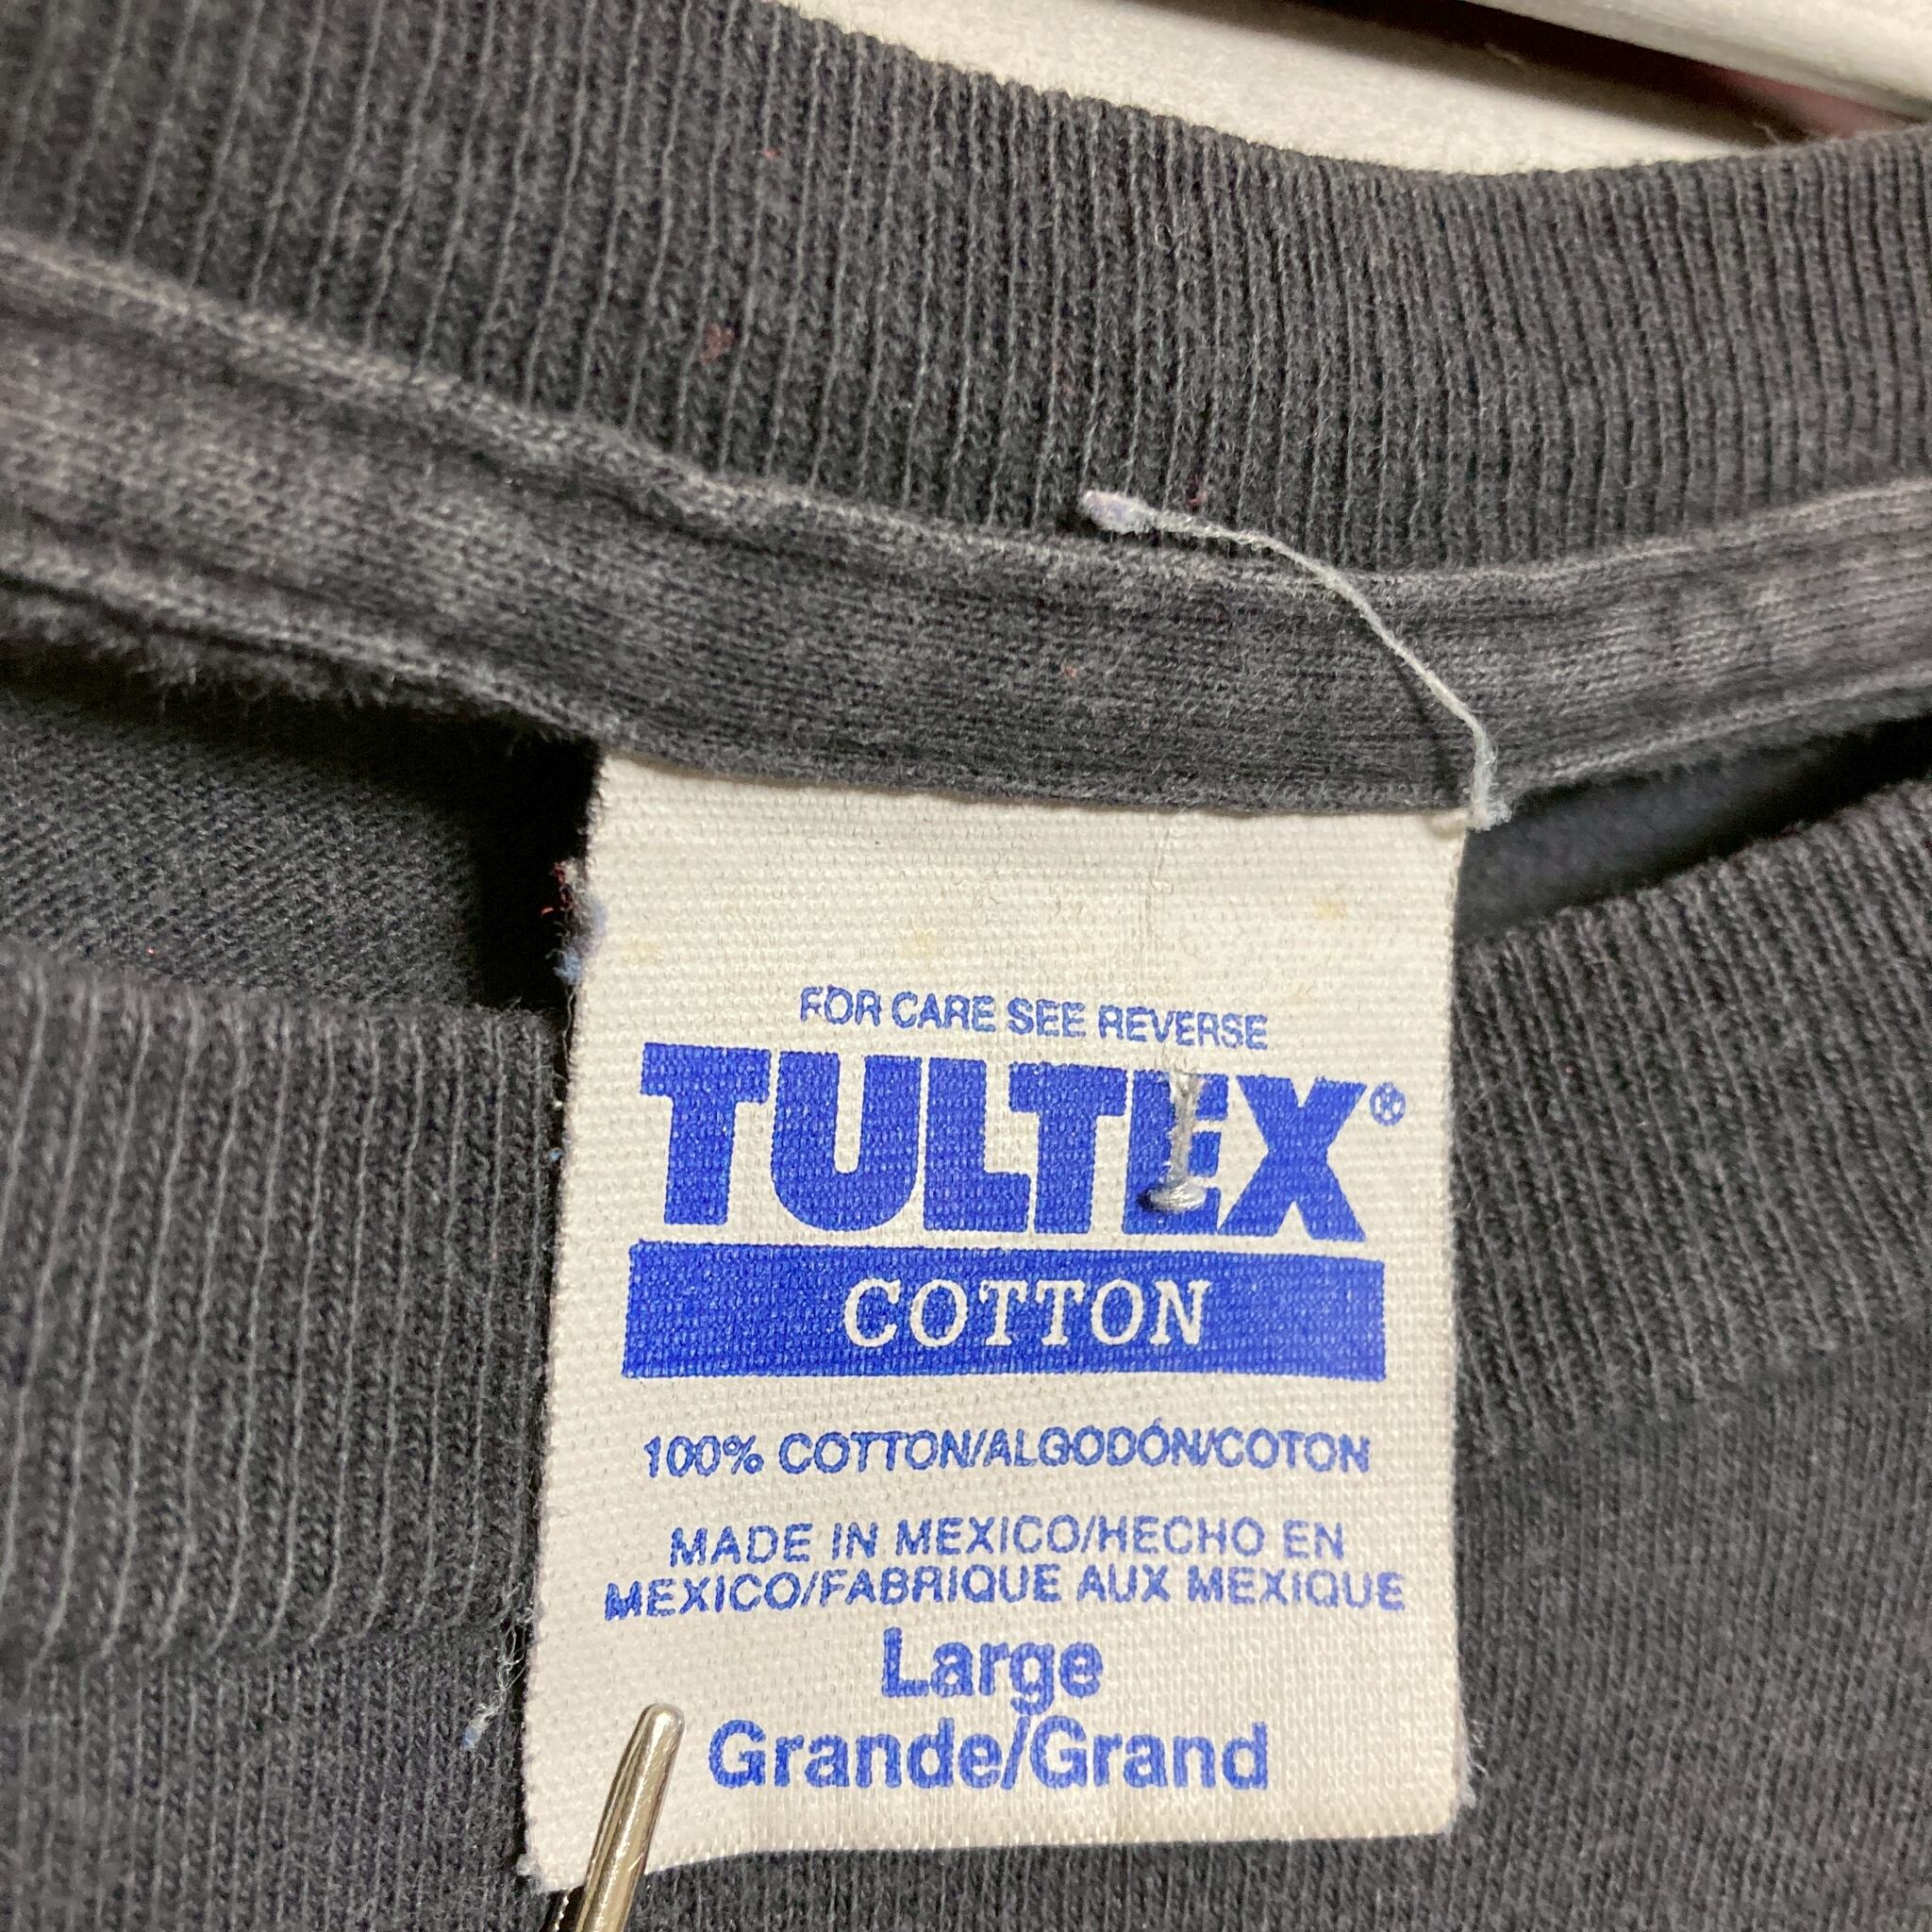 FOR CARE SEE REVERSE
TULTEX®
COTTON
100% COTTON/ALGODÓN/COTON
MADE IN MEXICO/HECHO EN
MEXICO/FABRIQUE AUX MEXIQUE
Large
Grande/Grand